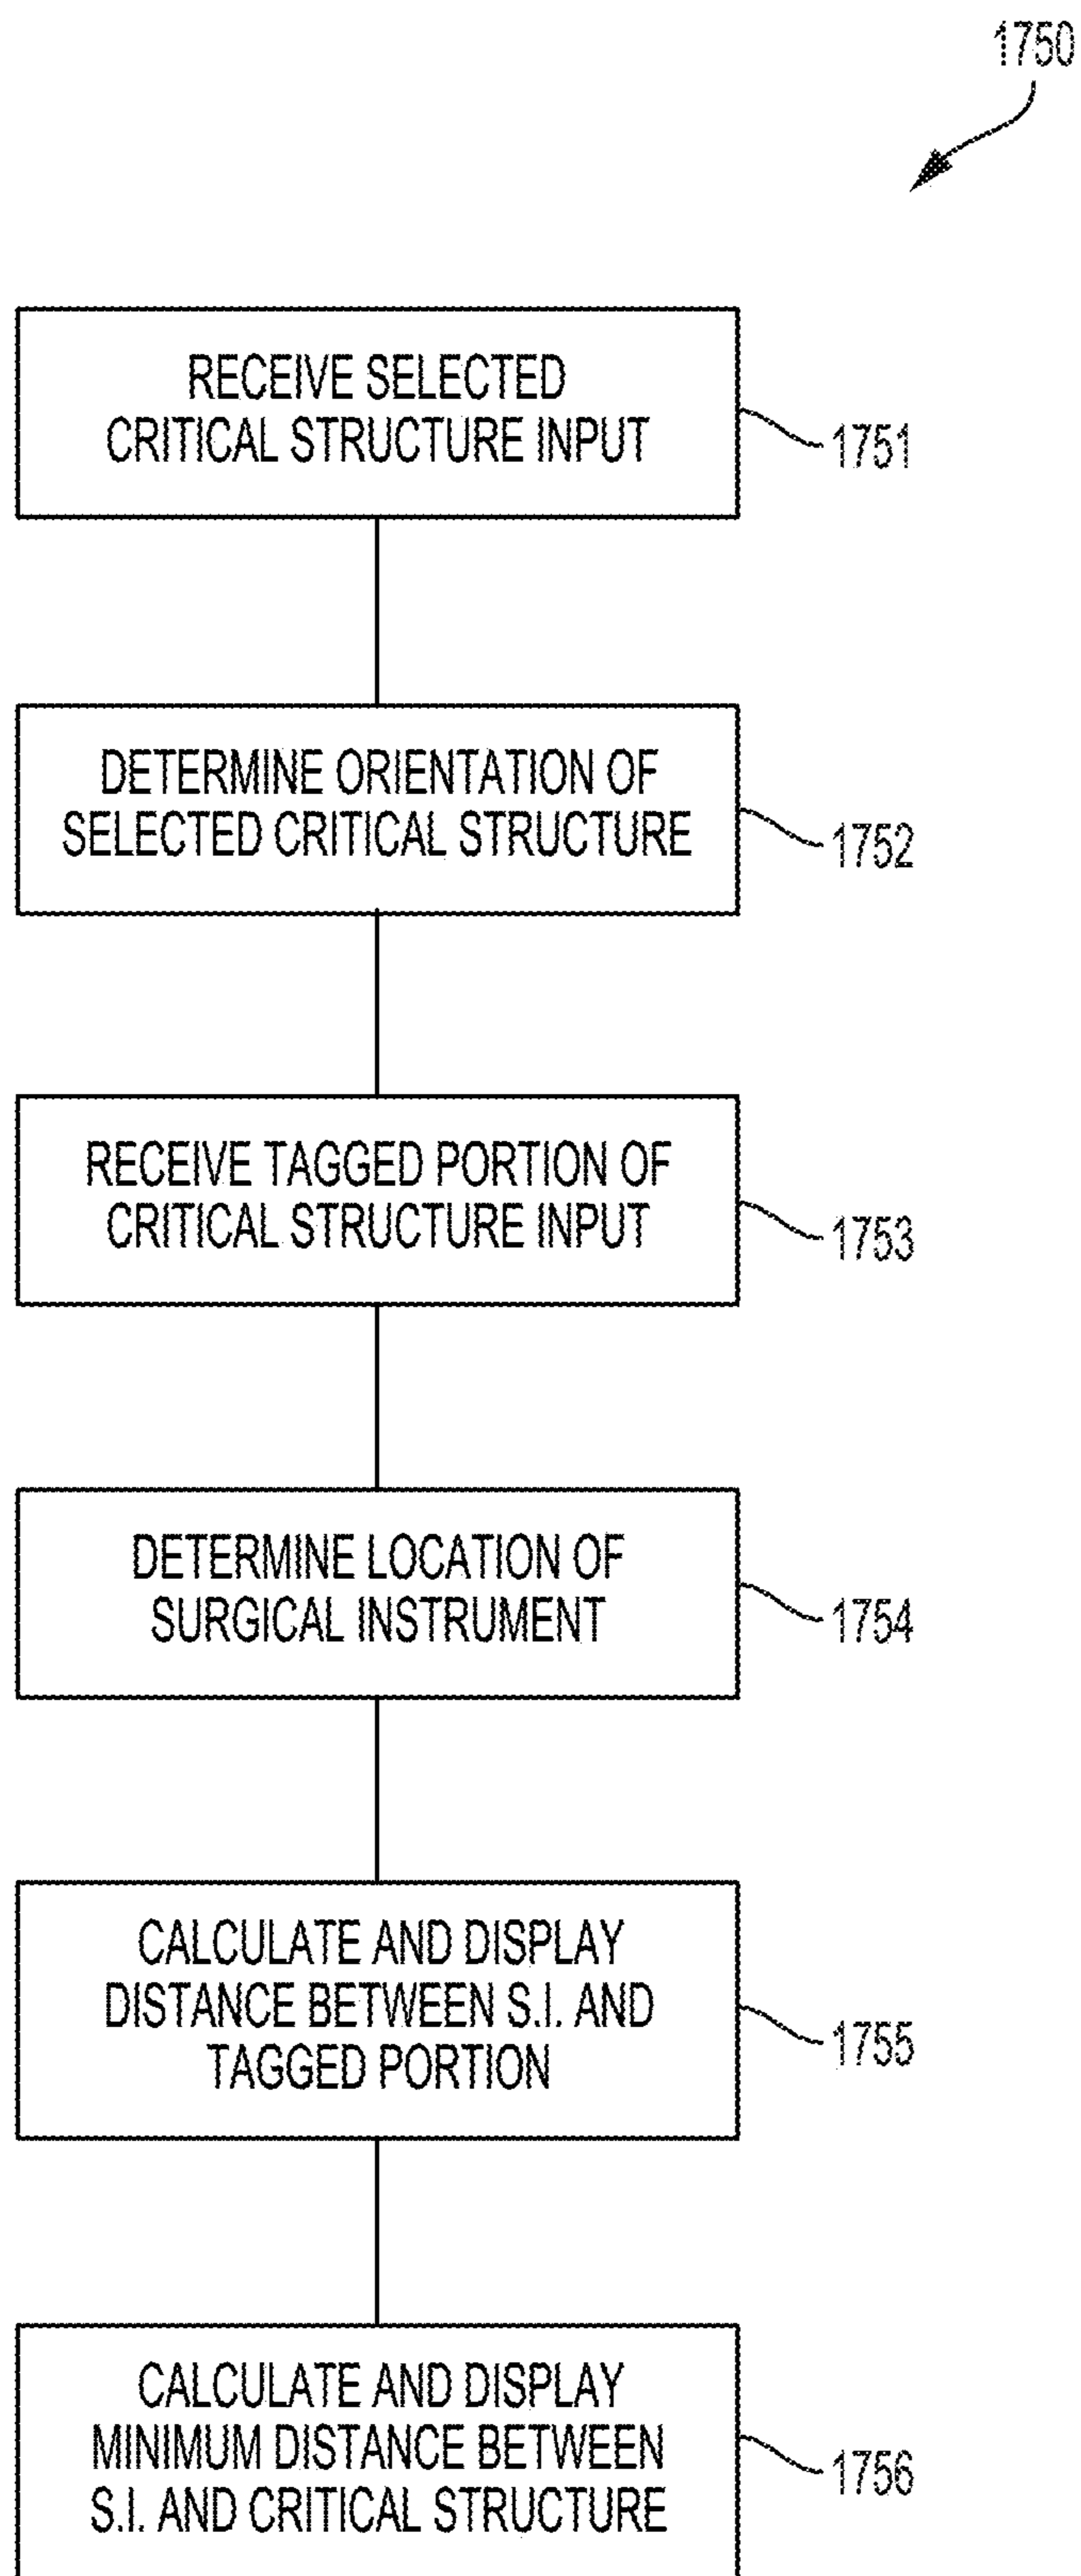 1750
RECEIVE SELECTED
CRITICAL STRUCTURE INPUT
1751
DETERMINE ORIENTATION OF
SELECTED CRITICAL STRUCTURE
1752
RECEIVE TAGGED PORTION OF
CRITICAL STRUCTURE INPUT
1753
DETERMINE LOCATION OF
SURGICAL INSTRUMENT
1754
CALCULATE AND DISPLAY
DISTANCE BETWEEN S.I. AND
TAGGED PORTION
1755
CALCULATE AND DISPLAY
MINIMUM DISTANCE BETWEEN
S.I. AND CRITICAL STRUCTURE
1756